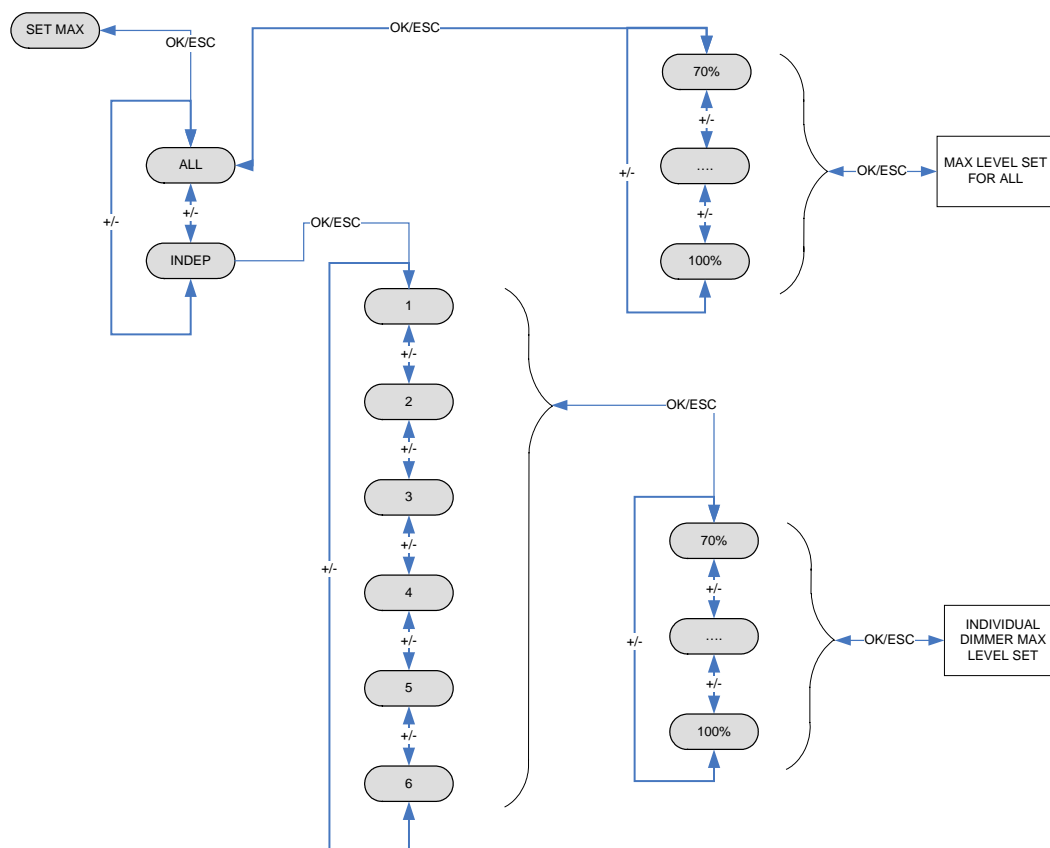 SET MAX
OK/ESC
OK/ESC
70%
+/-
ALL
....
+/-
OK/ESC
MAX LEVEL SET
FOR ALL
+/-
+/-
+/-
OK/ESC
INDEP
100%
1
+/-
2
OK/ESC
+/-
3
+/-
70%
+/-
+/-
4
+/-
....
+/-
OK/ESC
INDIVIDUAL
DIMMER MAX
LEVEL SET
+/-
5
+/-
100%
+/-
6